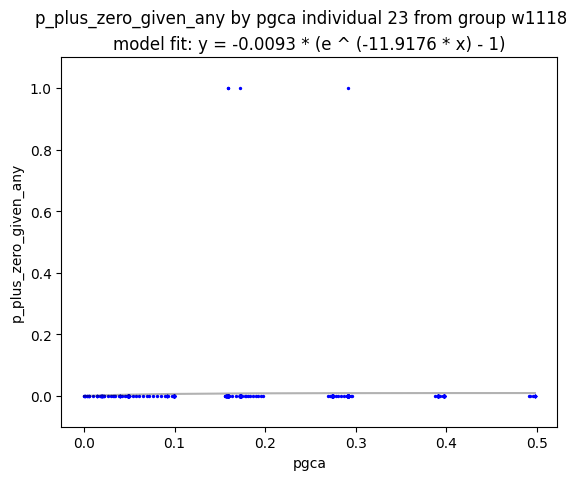 p_plus_zero_given_any by pgca individual 23 from group w1118
model fit: y = -0.0093 * (e ^ (-11.9176 * x) - 1)
1.0
0.8
0.6
0.4
0.2
0.0
p_plus_zero_given_any
0.0 0.1 0.2 0.3 0.4 0.5
pgca